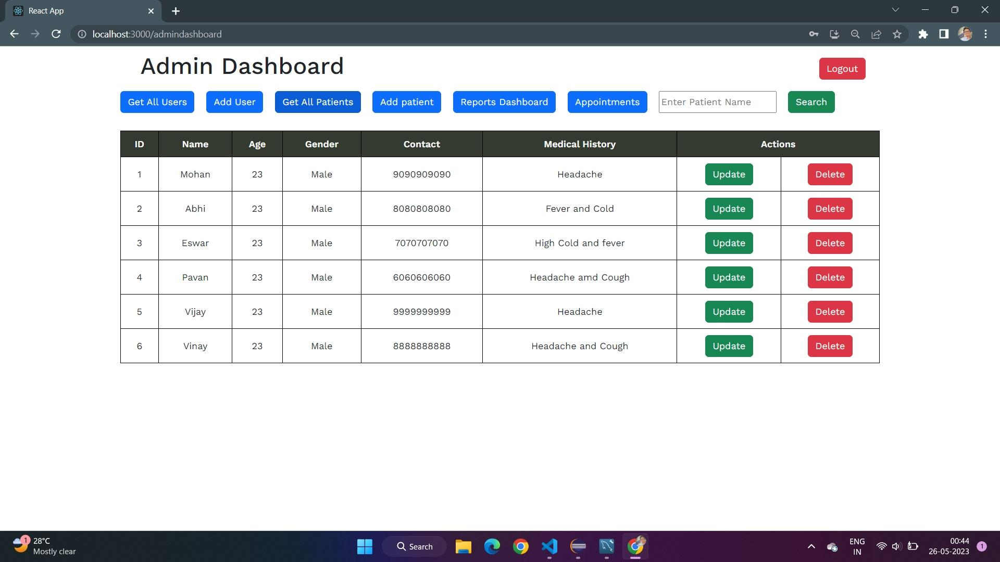 React App
localhost:3000/admindashboard
Admin Dashboard
Logout
Get All Users Add User Get All Patients Add patient Reports Dashboard Appointments Enter Patient Name Search
ID Name Age Gender Contact Medical History Actions
1 Mohan 23 Male 9090909090 Headache Update Delete
2 Abhi 23 Male 8080808080 Fever and Cold Update Delete
3 Eswar 23 Male 7070707070 High Cold and fever Update Delete
4 Pavan 23 Male 6060606060 Headache amd Cough Update Delete
5 Vijay 23 Male 9999999999 Headache Update Delete
6 Vinay 23 Male 8888888888 Headache and Cough Update Delete
1 28°C
Mostly clear
Search
ENG
IN
00:44
26-05-2023
1